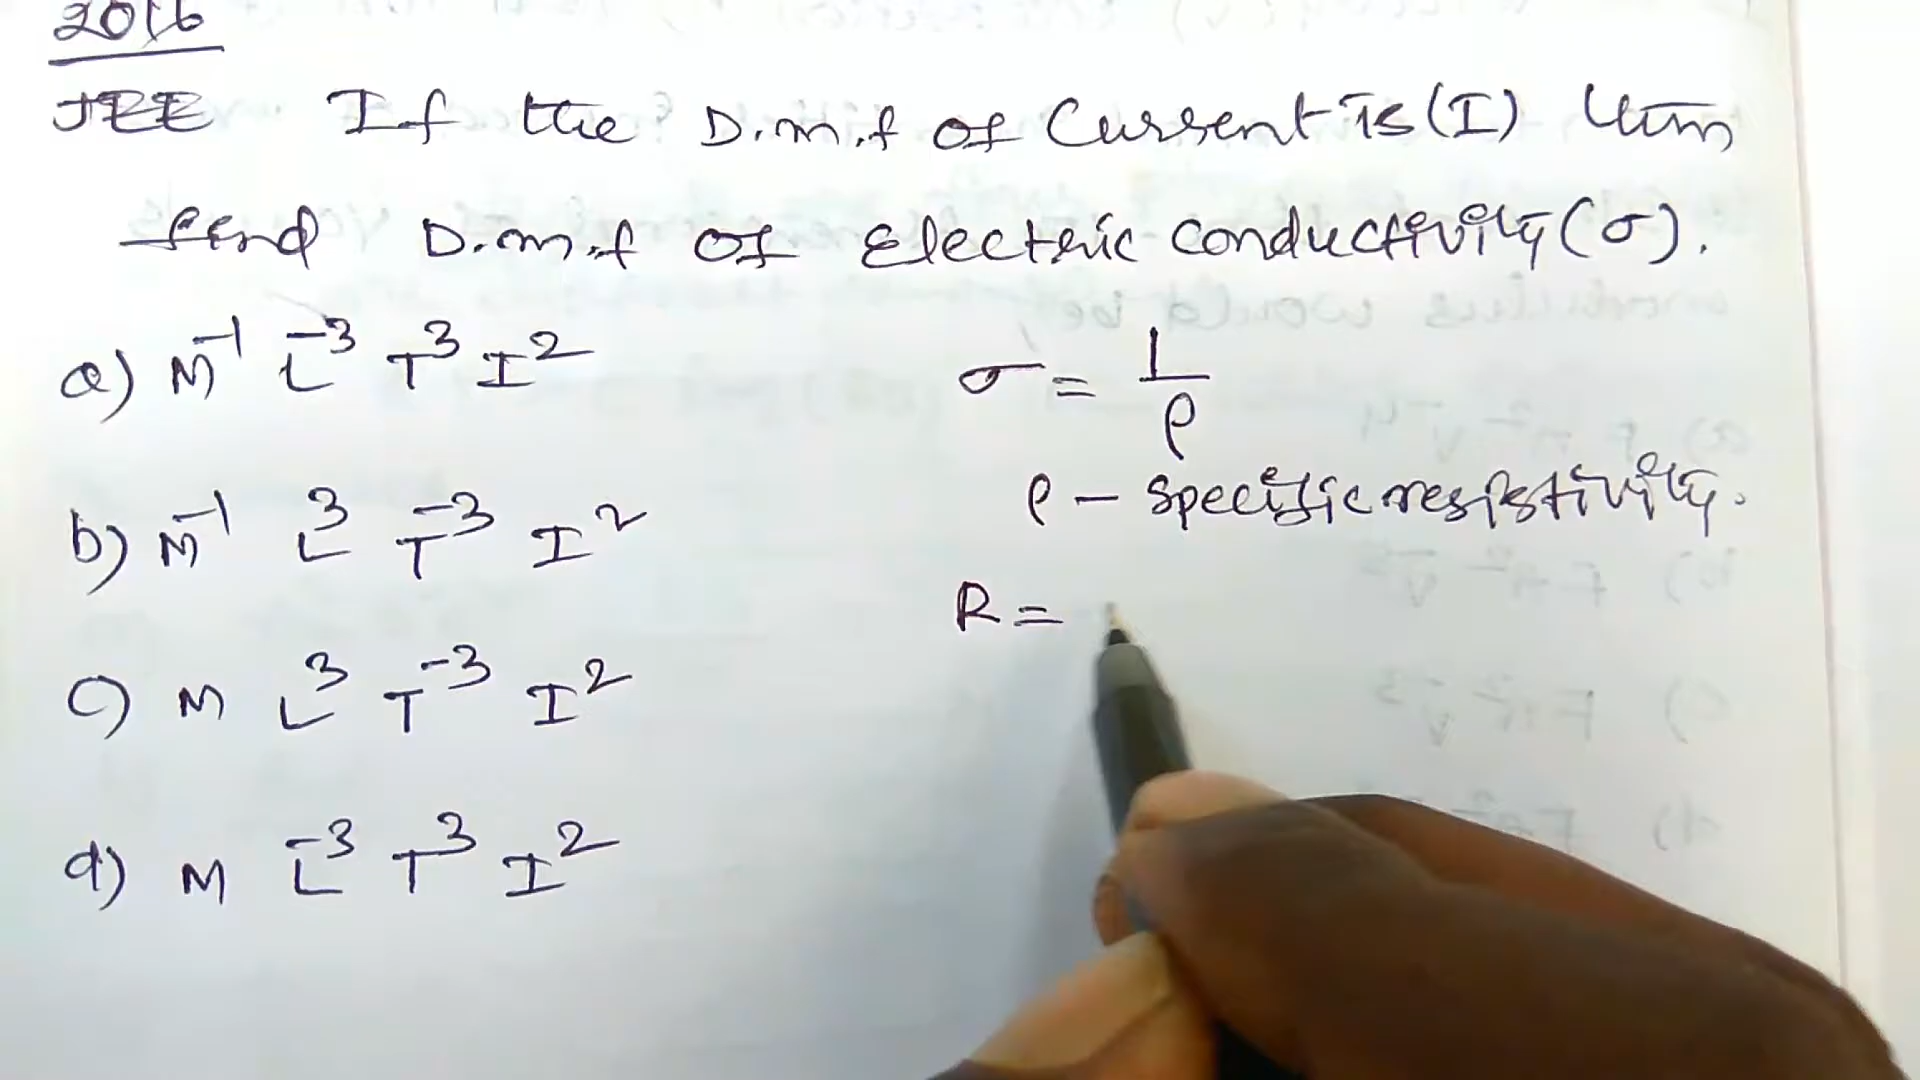 2016
JEE If the D.m.f of Current is (I) then
find D.m.f of Electric conductivity (σ).
a) M⁻¹ L⁻³ T³ I²
b) M⁻¹ L³ T⁻³ I²
c) M L³ T⁻³ I²
d) M L⁻³ T³ I²
σ = 1/ρ
ρ - specific resistivity.
R =